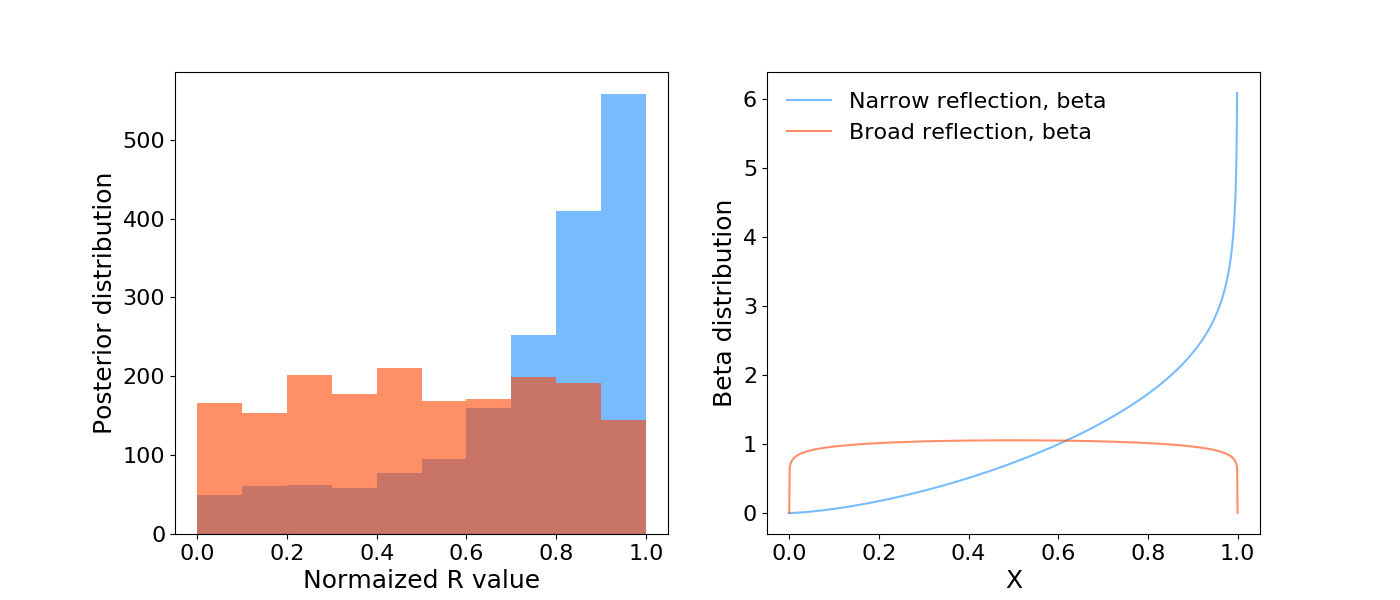 Posterior distribution
500
400
300
200
100
0
0.0 0.2 0.4 0.6 0.8 1.0
Normaized R value
Beta distribution
6
5
4
3
2
1
0
Narrow reflection, beta
Broad reflection, beta
0.0 0.2 0.4 0.6 0.8 1.0
X